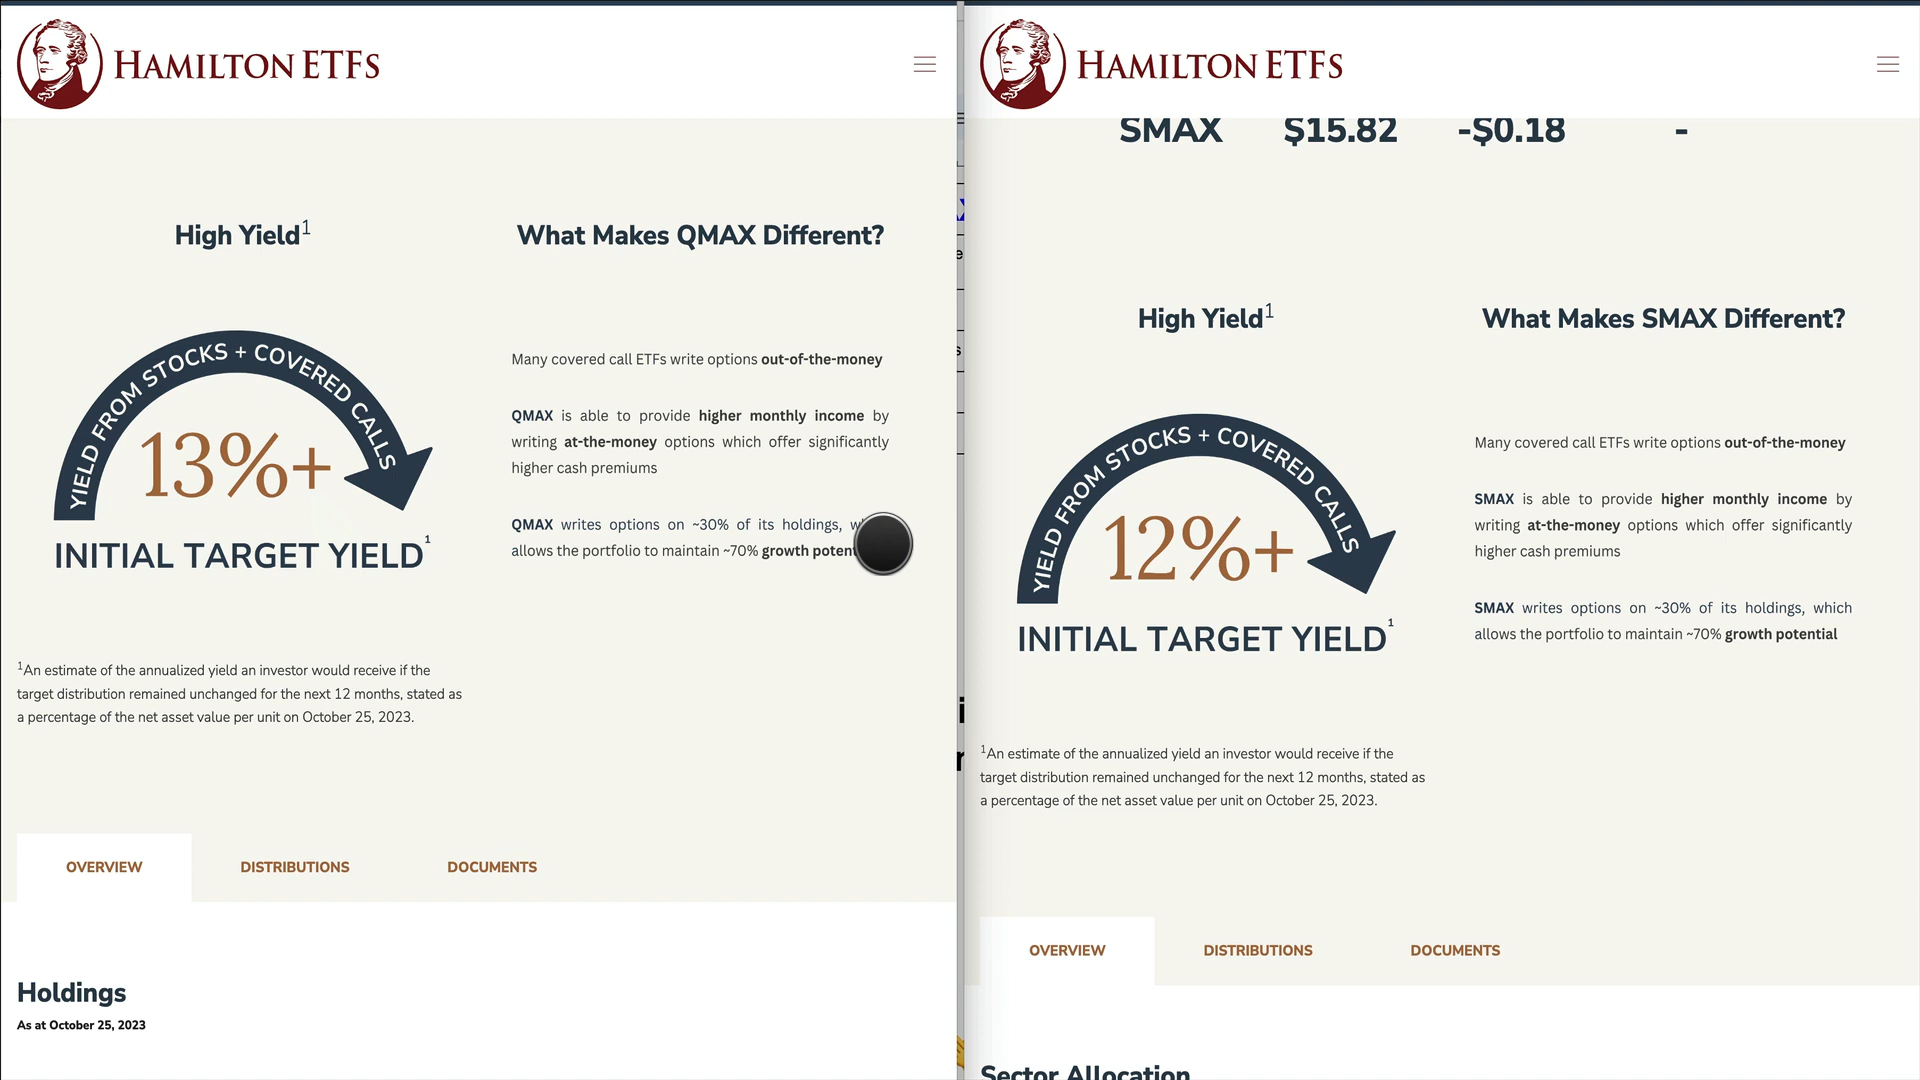 HAMILTON ETFs
High Yield1
What Makes QMAX Different?
YIELD FROM STOCKS + COVERED CALLS
13%+
INITIAL TARGET YIELD1
Many covered call ETFs write options out-of-the-money
QMAX is able to provide higher monthly income by
writing at-the-money options which offer significantly
higher cash premiums
QMAX writes options on ~30% of its holdings,
allows the portfolio to maintain ~70% growth
1An estimate of the annualized yield an investor would receive if the
target distribution remained unchanged for the next 12 months, stated as
a percentage of the net asset value per unit on October 25, 2023.
OVERVIEW DISTRIBUTIONS DOCUMENTS
Holdings
As at October 25, 2023
HAMILTON ETFs
SMAX $15.82 -$0.18 -
High Yield1
What Makes SMAX Different?
YIELD FROM STOCKS + COVERED CALLS
12%+
INITIAL TARGET YIELD1
Many covered call ETFs write options out-of-the-money
SMAX is able to provide higher monthly income by
writing at-the-money options which offer significantly
higher cash premiums
SMAX writes options on ~30% of its holdings, which
allows the portfolio to maintain ~70% growth potential
1An estimate of the annualized yield an investor would receive if the
target distribution remained unchanged for the next 12 months, stated as
a percentage of the net asset value per unit on October 25, 2023.
OVERVIEW DISTRIBUTIONS DOCUMENTS
Sector Allocation